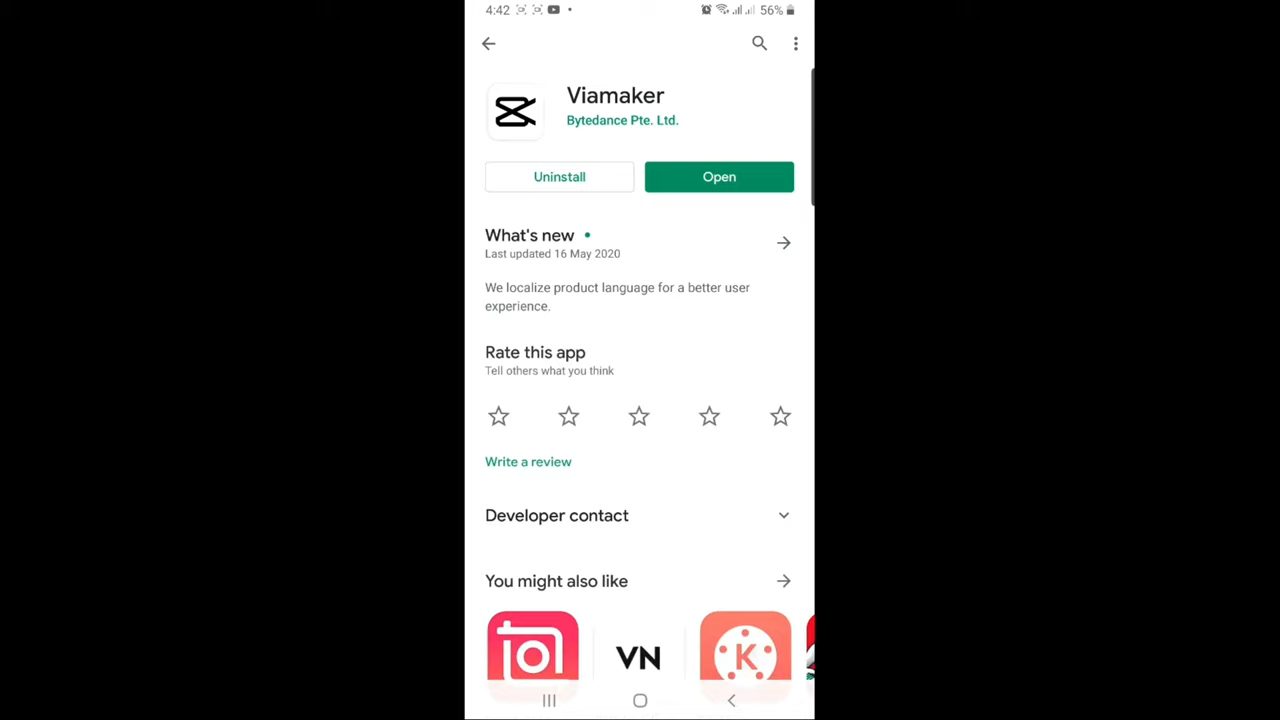 4:42
56%
Viamaker
Bytedance Pte. Ltd.
Uninstall
Open
What's new
Last updated 16 May 2020
We localize product language for a better user
experience.
Rate this app
Tell others what you think
Write a review
Developer contact
You might also like
VN
K